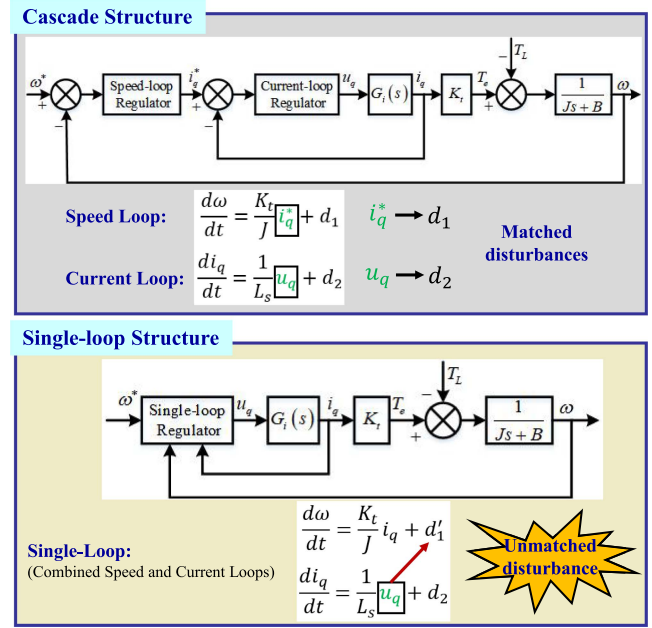 Cascade Structure
ω* + − Speed-loop Regulator i_q^* + − Current-loop Regulator u_q G_i(s) i_q K_t T_e + − T_L 1/(Js + B) ω
Speed Loop: dω/dt = K_t/J i_q^* + d_1 i_q^* → d_1
Matched
disturbances
Current Loop: di_q/dt = 1/L_s u_q + d_2 u_q → d_2
Single-loop Structure
ω* Single-loop Regulator u_q G_i(s) i_q K_t T_e + − T_L 1/(Js + B) ω
dω/dt = K_t/J i_q + d_1′
Single-Loop:
(Combined Speed and Current Loops)
di_q/dt = 1/L_s u_q + d_2
Unmatched
disturbance